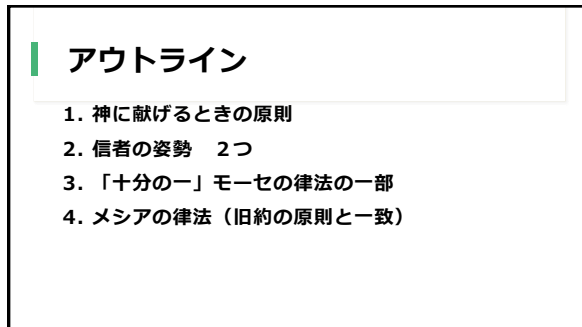 アウトライン
1. 神に献げるときの原則
2. 信者の姿勢　２つ
3. 「十分の一」モーセの律法の一部
4. メシアの律法（旧約の原則と一致）